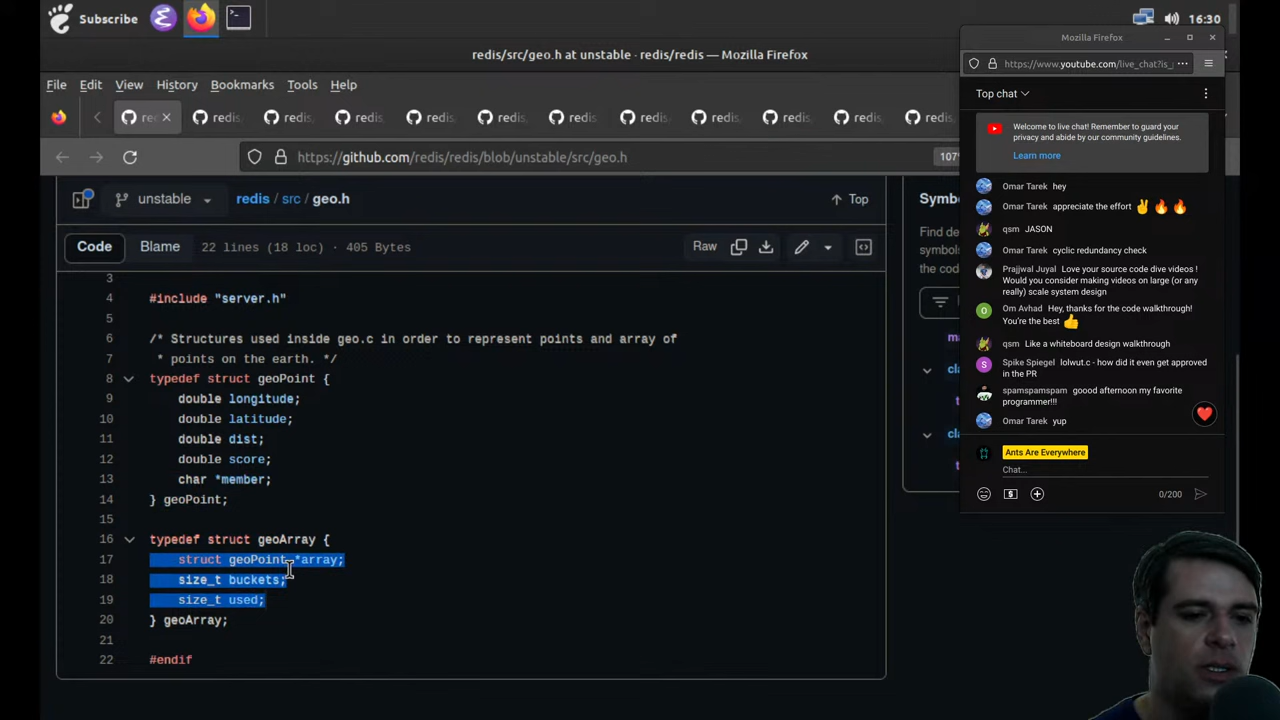 Subscribe
16:30
redis/src/geo.h at unstable · redis/redis — Mozilla Firefox
File Edit View History Bookmarks Tools Help
red
redis
redis
redis
redis
redis
redis
redis
redis
redis
redis
redis
https://github.com/redis/redis/blob/unstable/src/geo.h
107
unstable
redis / src / geo.h
Top
Code
Blame
22 lines (18 loc) · 405 Bytes
Raw
3
4 #include "server.h"
5
6 /* Structures used inside geo.c in order to represent points and array of
7 * points on the earth. */
8 typedef struct geoPoint {
9 double longitude;
10 double latitude;
11 double dist;
12 double score;
13 char *member;
14 } geoPoint;
15
16 typedef struct geoArray {
17 struct geoPoint *array;
18 size_t buckets;
19 size_t used;
20 } geoArray;
21
22 #endif
Symb
Find de
symbols
the cod
ma
cla
t
cla
t
Mozilla Firefox
https://www.youtube.com/live_chat?is_
Top chat
Welcome to live chat! Remember to guard your
privacy and abide by our community guidelines.
Learn more
Omar Tarek hey
Omar Tarek appreciate the effort ✌️🔥🔥
qsm JASON
Omar Tarek cyclic redundancy check
Prajjwal Juyal Love your source code dive videos !
Would you consider making videos on large (or any
really) scale system design
Om Avhad Hey, thanks for the code walkthrough!
You're the best 👍
qsm Like a whiteboard design walkthrough
Spike Spiegel lolwut.c - how did it even get approved
in the PR
spamspamspam goood afternoon my favorite
programmer!!!
Omar Tarek yup
Ants Are Everywhere
Chat...
0/200